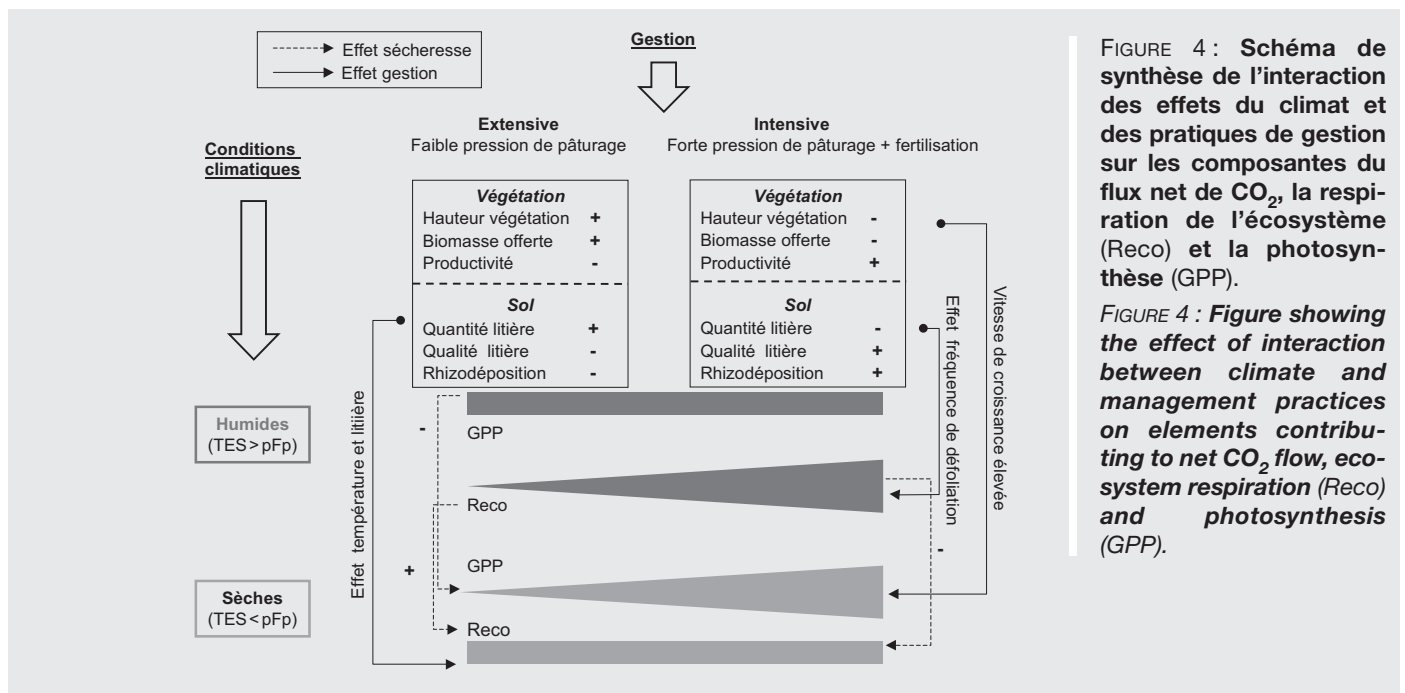 Effet sécheresse
Effet gestion
Gestion
Conditions
climatiques
Extensive
Faible pression de pâturage
Intensive
Forte pression de pâturage + fertilisation
Végétation
Hauteur végétation +
Biomasse offerte +
Productivité -
Sol
Quantité litière +
Qualité litière -
Rhizodéposition -
Végétation
Hauteur végétation -
Biomasse offerte -
Productivité +
Sol
Quantité litière -
Qualité litière +
Rhizodéposition +
Effet température et litiière
Effet fréquence de défoliation
Vitesse de croissance élevée
Humides
(TES > pFp)
-
GPP
Reco
-
+
GPP
Sèches
(TES < pFp)
Reco
FIGURE 4 : Schéma de
synthèse de l'interaction
des effets du climat et
des pratiques de gestion
sur les composantes du
flux net de CO2, la respi-
ration de l'écosystème
(Reco) et la photosyn-
thèse (GPP).
FIGURE 4 : Figure showing
the effect of interaction
between climate and
management practices
on elements contribu-
ting to net CO2 flow, eco-
system respiration (Reco)
and photosynthesis
(GPP).